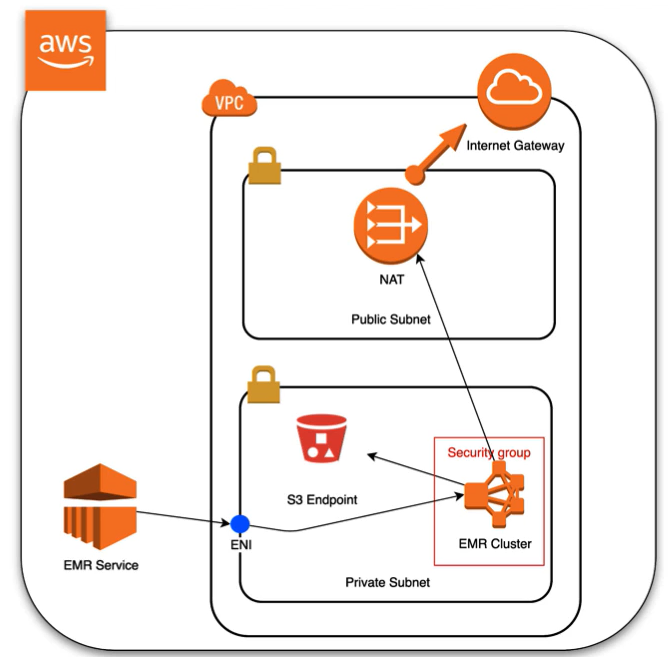 aws
VPC
Internet Gateway
NAT
Public Subnet
Security group
S3 Endpoint
ENI
EMR Cluster
EMR Service
Private Subnet